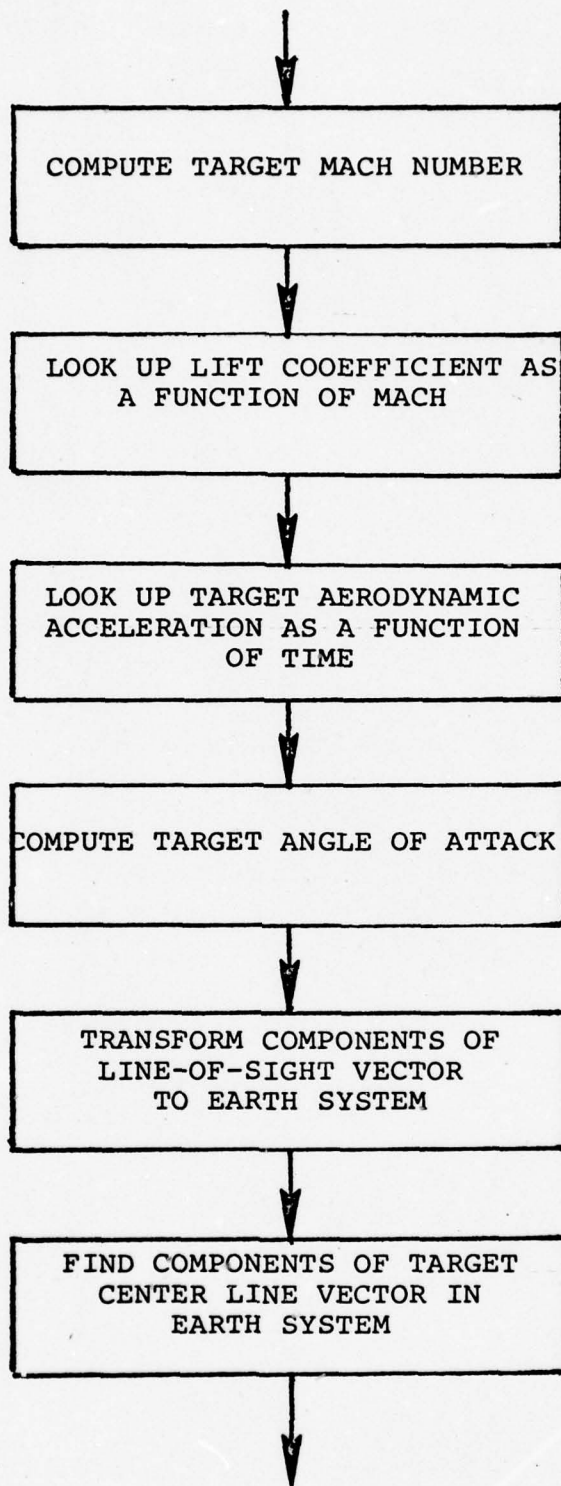 COMPUTE TARGET MACH NUMBER
LOOK UP LIFT COOEFFICIENT AS
A FUNCTION OF MACH
LOOK UP TARGET AERODYNAMIC
ACCELERATION AS A FUNCTION
OF TIME
COMPUTE TARGET ANGLE OF ATTACK
TRANSFORM COMPONENTS OF
LINE-OF-SIGHT VECTOR
TO EARTH SYSTEM
FIND COMPONENTS OF TARGET
CENTER LINE VECTOR IN
EARTH SYSTEM